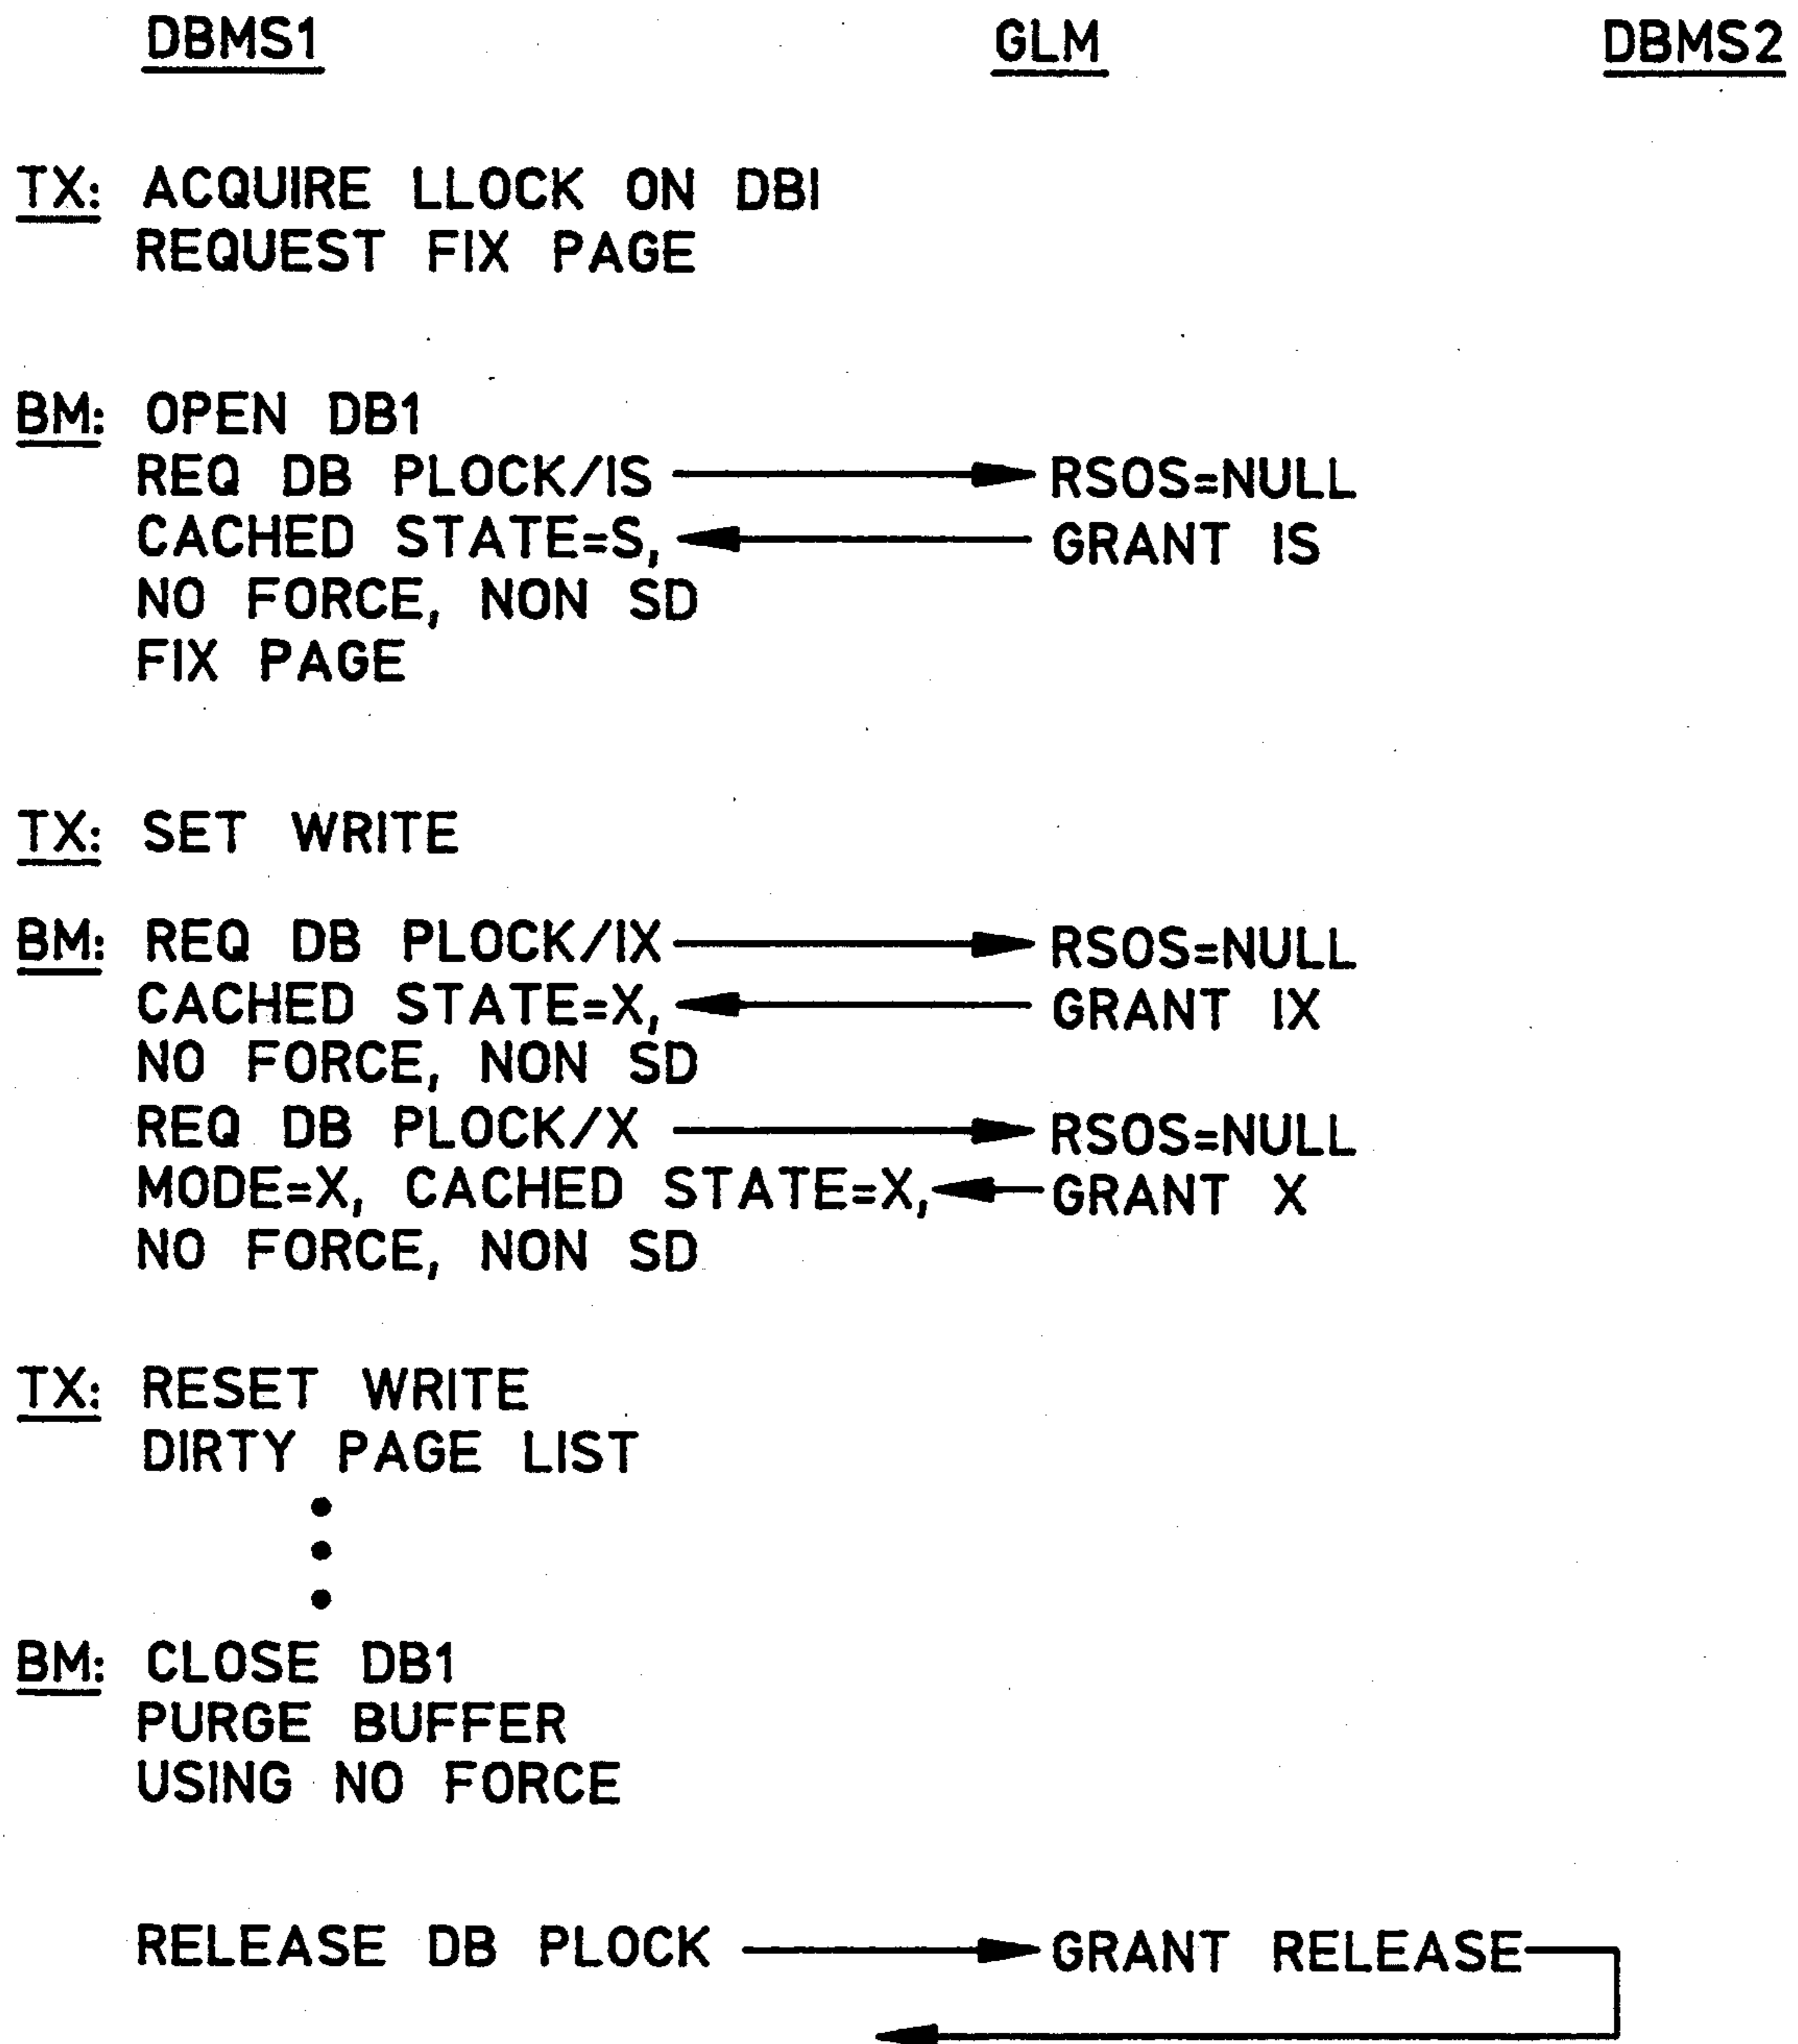 DBMS1 GLM DBMS2
TX: ACQUIRE LLOCK ON DBI
REQUEST FIX PAGE
BM: OPEN DB1
REQ DB PLOCK/IS RSOS=NULL
CACHED STATE=S, GRANT IS
NO FORCE, NON SD
FIX PAGE
TX: SET WRITE
BM: REQ DB PLOCK/IX RSOS=NULL
CACHED STATE=X, GRANT IX
NO FORCE, NON SD
REQ DB PLOCK/X RSOS=NULL
MODE=X, CACHED STATE=X, GRANT X
NO FORCE, NON SD
TX: RESET WRITE
DIRTY PAGE LIST
BM: CLOSE DB1
PURGE BUFFER
USING NO FORCE
RELEASE DB PLOCK GRANT RELEASE